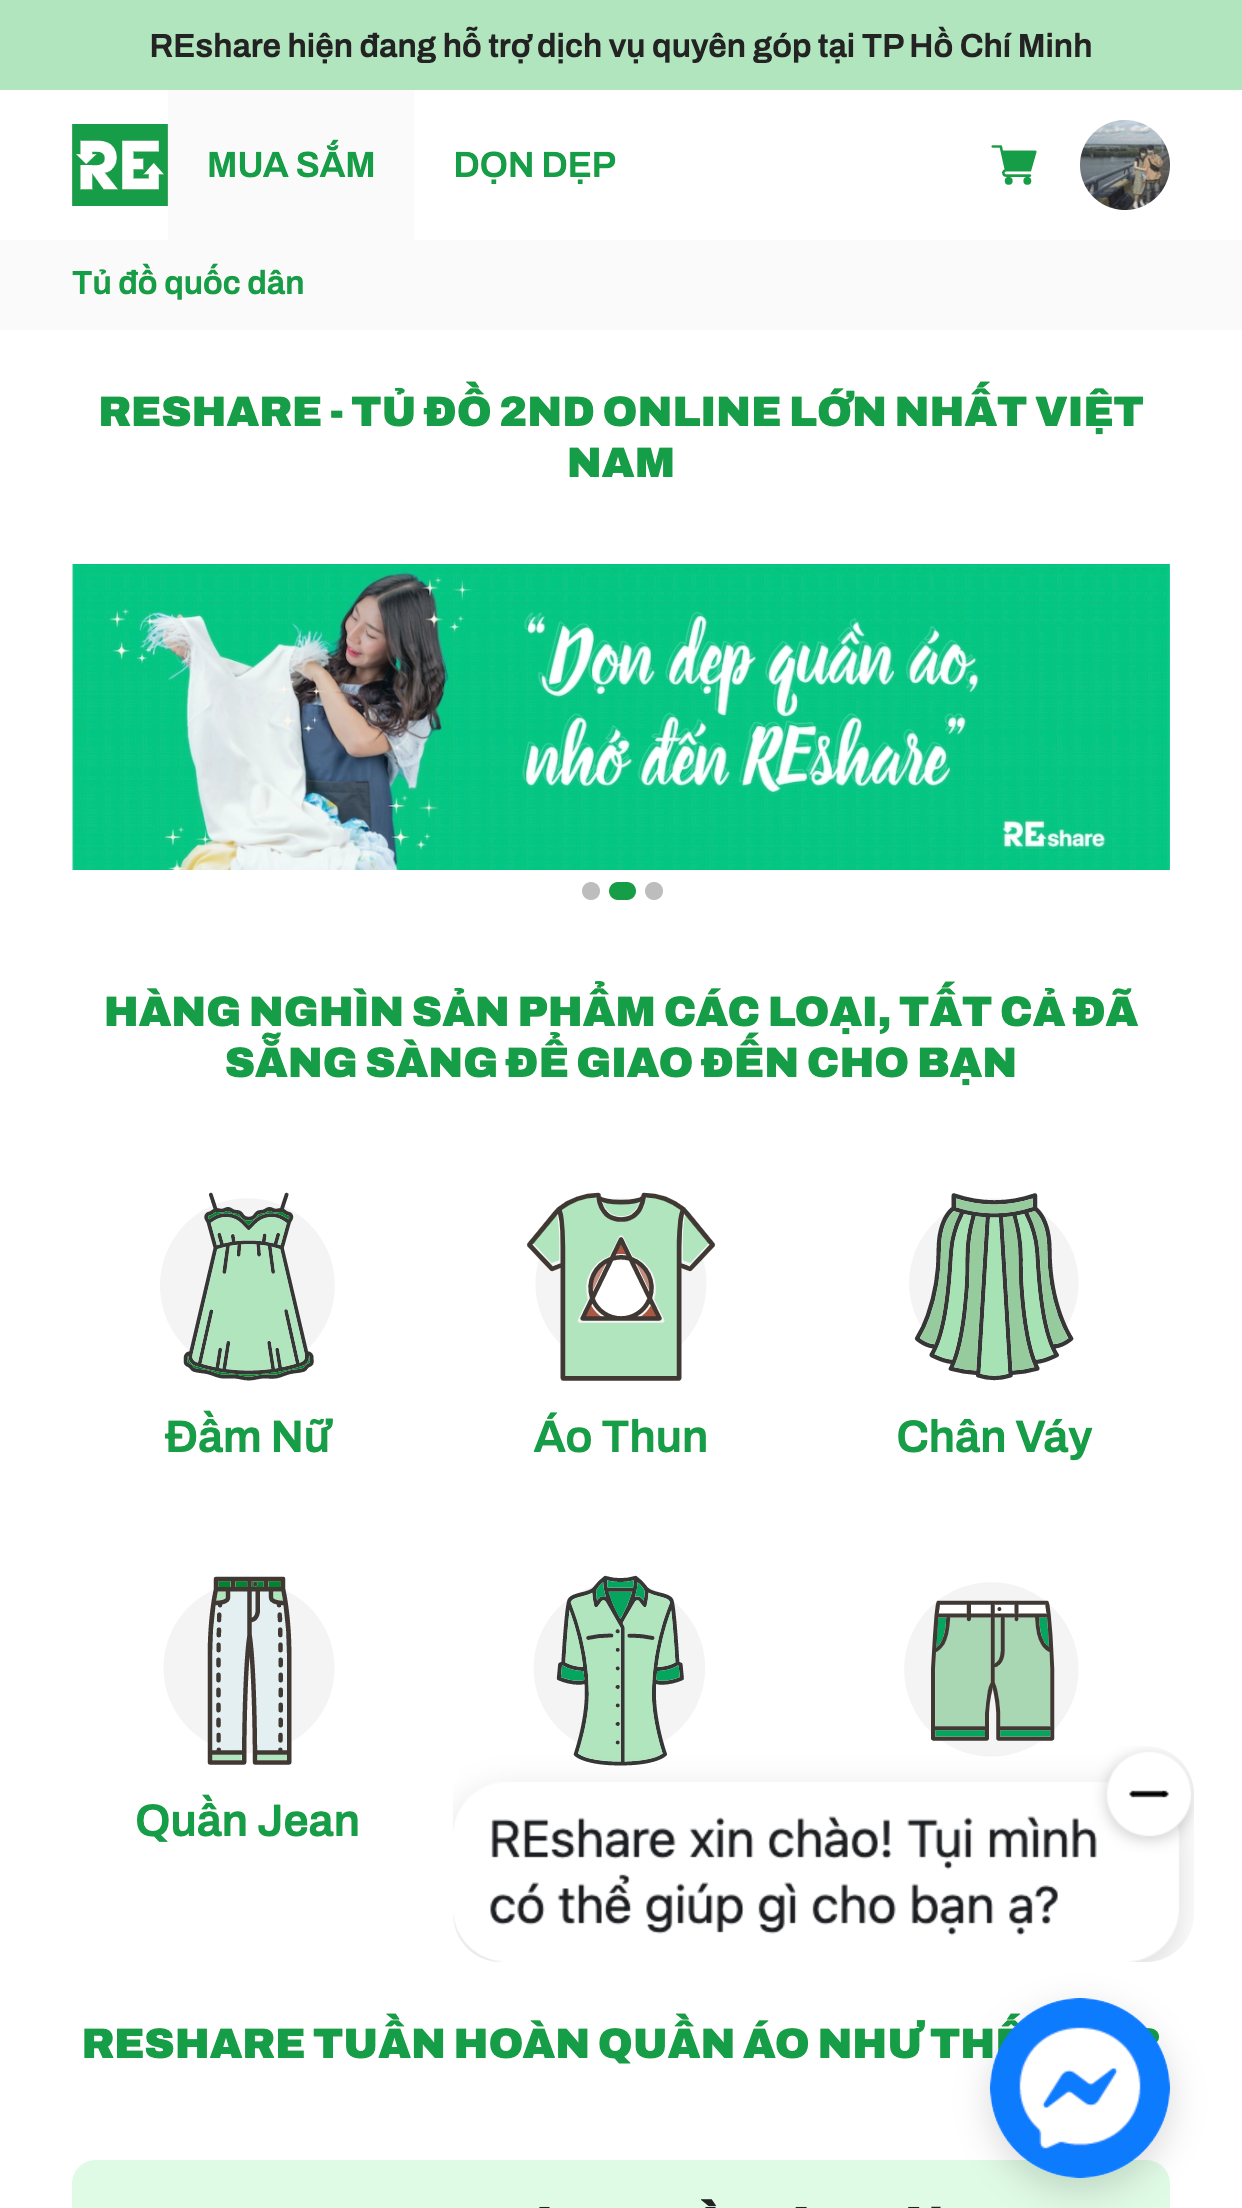 REshare hiện đang hỗ trợ dịch vụ quyên góp tại TP Hồ Chí Minh
RE
MUA SẮM
DỌN DẸP
Tủ đồ quốc dân
RESHARE - TỦ ĐỒ 2ND ONLINE LỚN NHẤT VIỆT
NAM
“Dọn dẹp quần áo,
nhớ đến REshare”
REshare
HÀNG NGHÌN SẢN PHẨM CÁC LOẠI, TẤT CẢ ĐÃ
SẴNG SÀNG ĐỂ GIAO ĐẾN CHO BẠN
Đầm Nữ
Áo Thun
Chân Váy
Quần Jean
REshare xin chào! Tụi mình
có thể giúp gì cho bạn ạ?
RESHARE TUẦN HOÀN QUẦN ÁO NHƯ THẾ